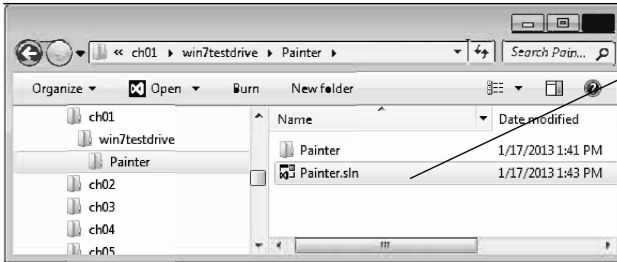 « ch01 ▸ win7testdrive ▸ Painter ▸
Search Pain...
Organize ▾ Open ▾ Burn New folder
ch01
win7testdrive
Painter
ch02
ch03
ch04
ch05
Name Date modified
Painter 1/17/2013 1:41 PM
Painter.sln 1/17/2013 1:43 PM